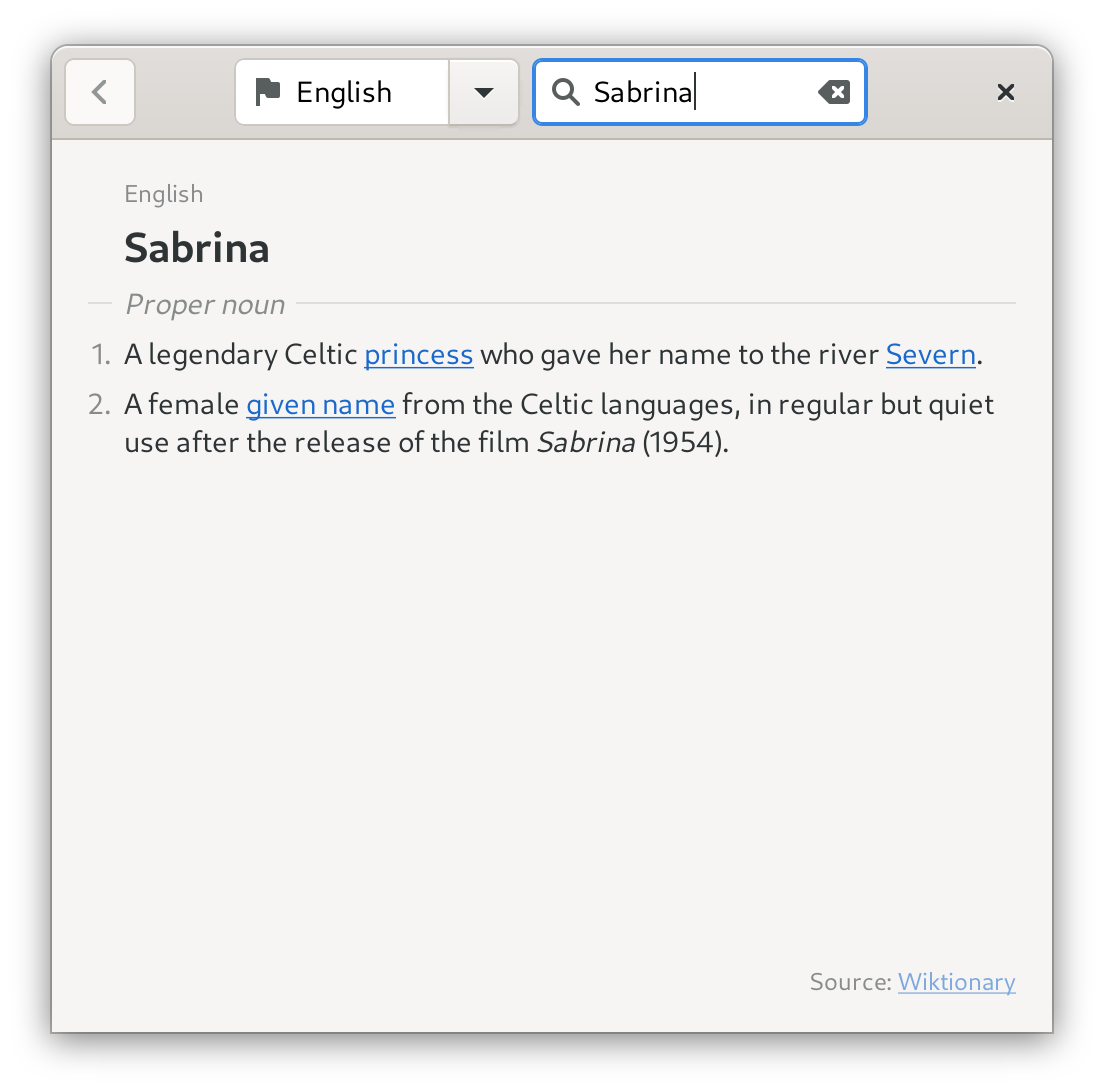 English
Sabrina
English
Sabrina
Proper noun
1. A legendary Celtic princess who gave her name to the river Severn.
2. A female given name from the Celtic languages, in regular but quiet
use after the release of the film Sabrina (1954).
Source: Wiktionary